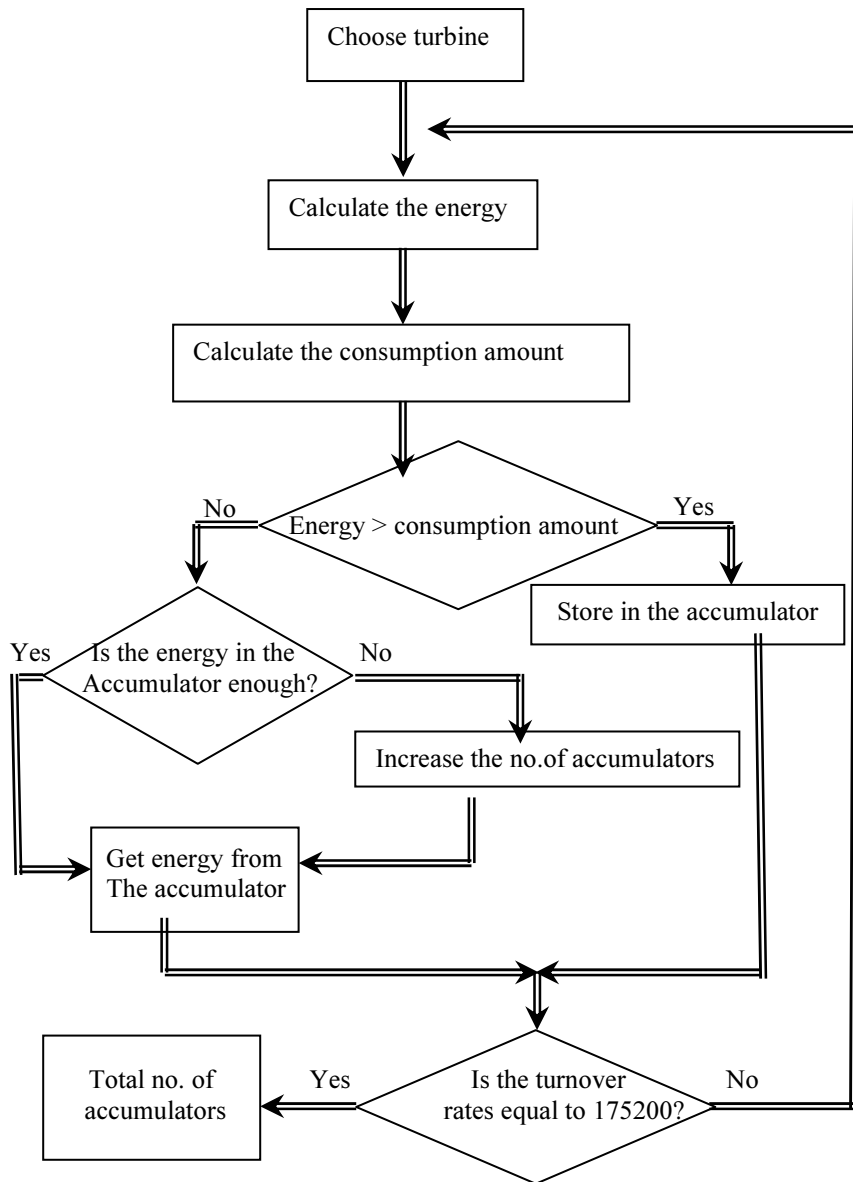 Choose turbine
Calculate the energy
Calculate the consumption amount
No
Yes
Energy > consumption amount
Store in the accumulator
Yes
Is the energy in the
Accumulator enough?
No
Increase the no.of accumulators
Get energy from
The accumulator
Total no. of
accumulators
Yes
Is the turnover
rates equal to 175200?
No